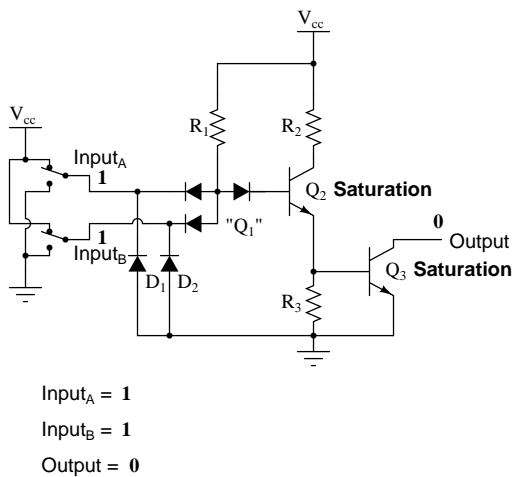 Vcc
Vcc
R1
R2
InputA
1
1
InputB
"Q1"
Q2 Saturation
0
Output
Q3 Saturation
D1
D2
R3
InputA = 1
InputB = 1
Output = 0